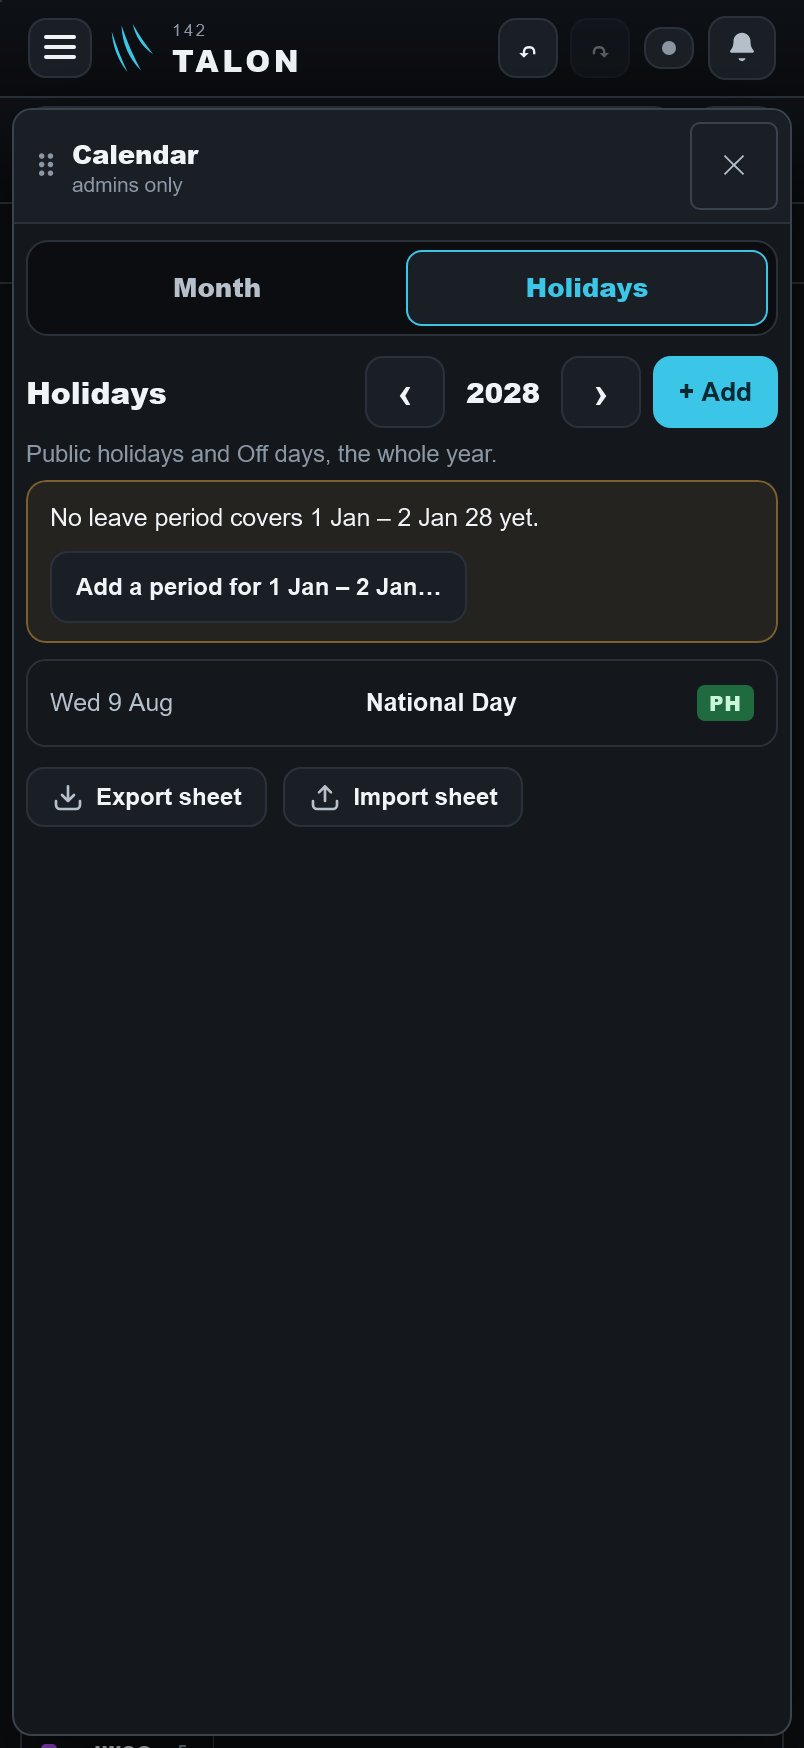 142
TALON
Calendar
admins only
Month
Holidays
Holidays
‹ 2028 ›
+ Add
Public holidays and Off days, the whole year.
No leave period covers 1 Jan – 2 Jan 28 yet.
Add a period for 1 Jan – 2 Jan…
Wed 9 Aug
National Day
PH
Export sheet
Import sheet